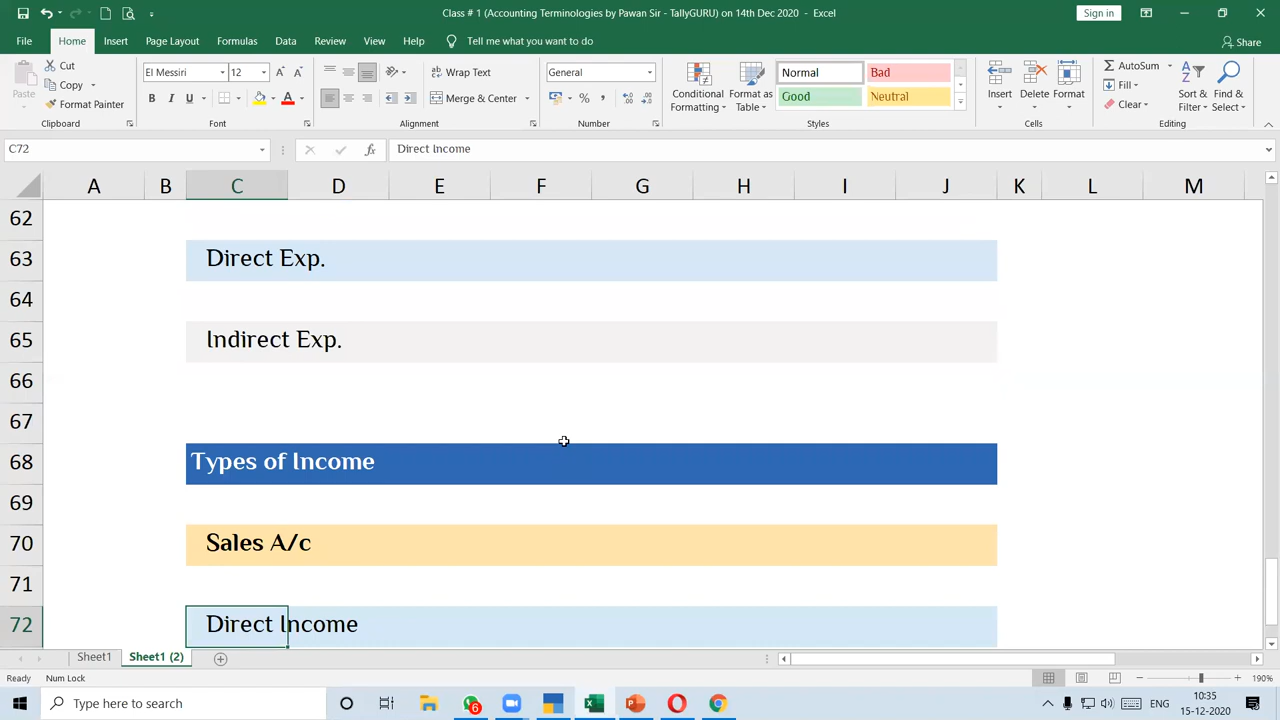 Class # 1 (Accounting Terminologies by Pawan Sir - TallyGURU) on 14th Dec 2020 - Excel
Sign in
File Home Insert Page Layout Formulas Data Review View Help Tell me what you want to do Share
Paste Cut Copy Format Painter
Clipboard
El Messiri 12
B I U A
Font
Wrap Text
Merge & Center
Alignment
General
% ,
Number
Conditional Formatting
Format as Table
Normal Bad
Good Neutral
Styles
Insert Delete Format
Cells
AutoSum
Fill
Clear
Sort & Filter
Find & Select
Editing
C72 fx Direct Income
A B C D E F G H I J K L M
62
63 Direct Exp.
64
65 Indirect Exp.
66
67
68 Types of Income
69
70 Sales A/c
71
72 Direct Income
Sheet1 Sheet1 (2)
Ready Num Lock 190%
Type here to search
6
ENG
10:35
15-12-2020